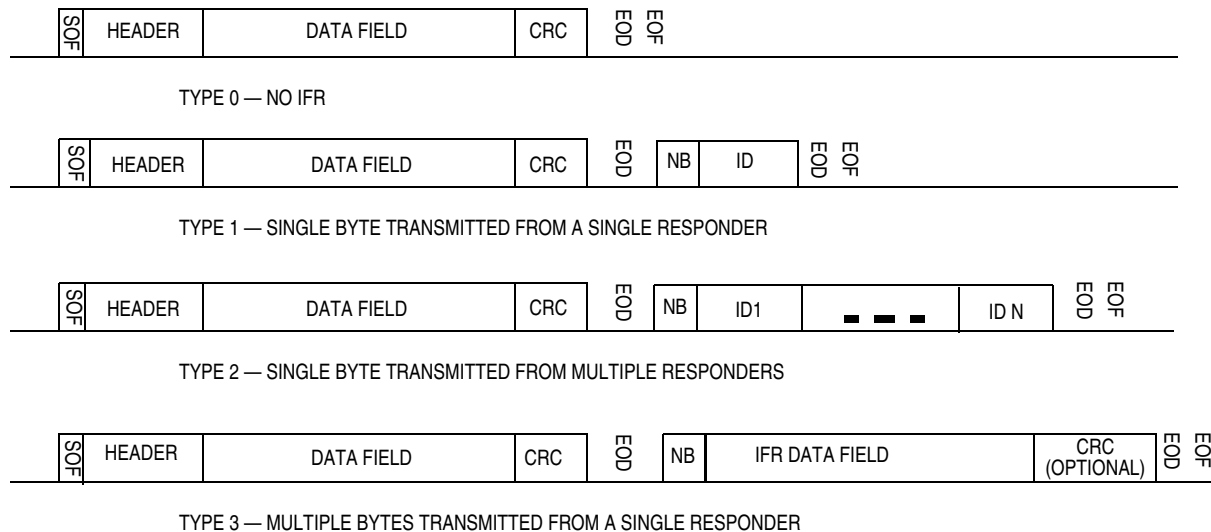 SOF HEADER DATA FIELD CRC EOD EOF
TYPE 0 — NO IFR
SOF HEADER DATA FIELD CRC EOD NB ID EOD EOF
TYPE 1 — SINGLE BYTE TRANSMITTED FROM A SINGLE RESPONDER
SOF HEADER DATA FIELD CRC EOD NB ID1 ID N EOD EOF
TYPE 2 — SINGLE BYTE TRANSMITTED FROM MULTIPLE RESPONDERS
SOF HEADER DATA FIELD CRC EOD NB IFR DATA FIELD CRC (OPTIONAL) EOD EOF
TYPE 3 — MULTIPLE BYTES TRANSMITTED FROM A SINGLE RESPONDER